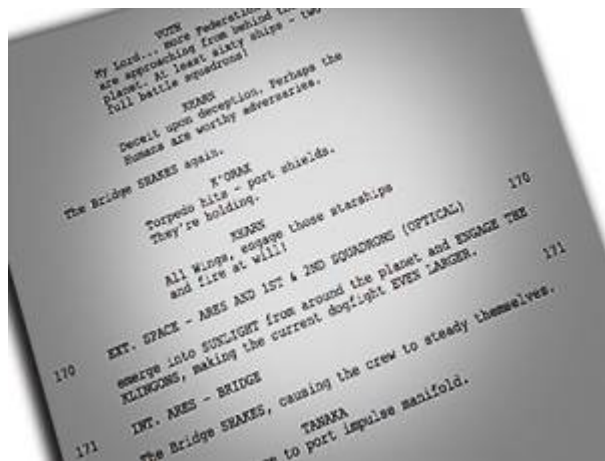 VOTH
My Lord... more Federation
are approaching from behind the
planet. At least sixty ships - two
full battle squadrons!
KHARN
Deceit upon deception. Perhaps the
Humans are worthy adversaries.
The Bridge SHAKES again.
K'ORAK
Torpedo hits - port shields.
They're holding.
KHARN
All Wings, engage those starships
and fire at will!
170 EXT. SPACE - ARES AND 1ST & 2ND SQUADRONS (OPTICAL) 170
emerge into SUNLIGHT from around the planet and ENGAGE THE
KLINGONS, making the current dogfight EVEN LARGER.
171 INT. ARES - BRIDGE 171
The Bridge SHAKES, causing the crew to steady themselves.
TANAKA
to port impulse manifold.